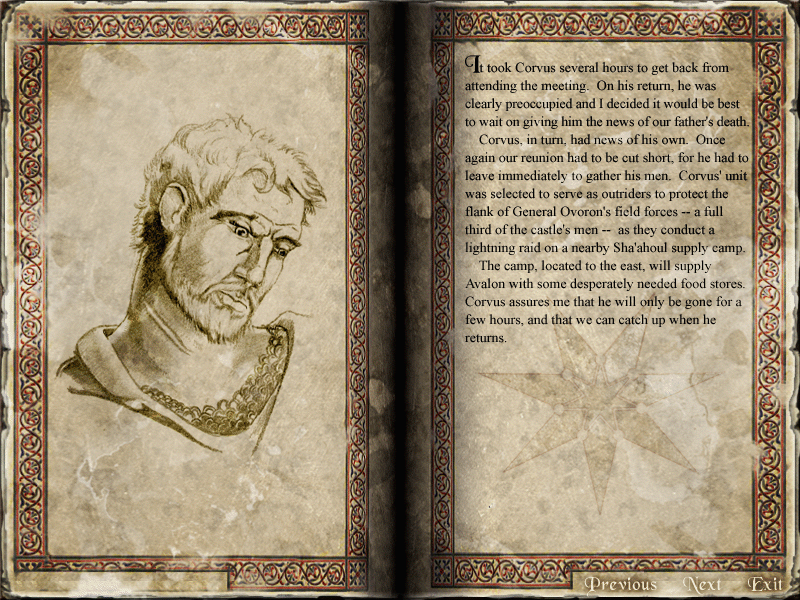 It took Corvus several hours to get back from
attending the meeting.  On his return, he was
clearly preoccupied and I decided it would be best
to wait on giving him the news of our father's death.
Corvus, in turn, had news of his own.  Once
again our reunion had to be cut short, for he had to
leave immediately to gather his men.  Corvus' unit
was selected to serve as outriders to protect the
flank of General Ovoron's field forces -- a full
third of the castle's men --  as they conduct a
lightning raid on a nearby Sha'ahoul supply camp.
The camp, located to the east, will supply
Avalon with some desperately needed food stores.
Corvus assures me that he will only be gone for a
few hours, and that we can catch up when he
returns.
Previous Next Exit